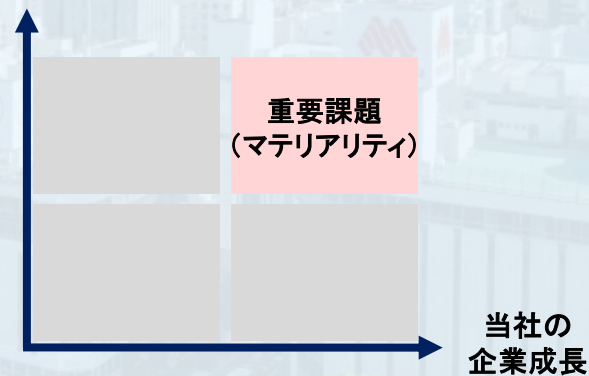 重要課題
（マテリアリティ）
当社の
企業成長